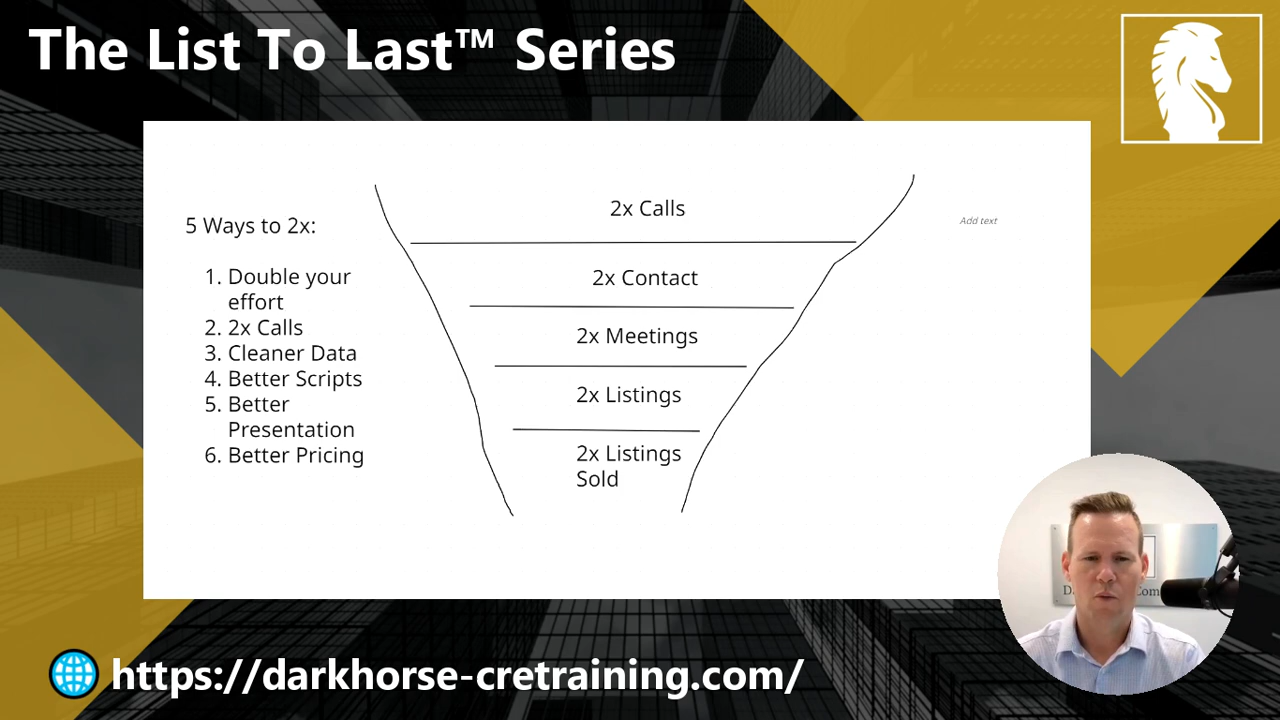 The List To Last™ Series
5 Ways to 2x:
1. Double your
effort
2. 2x Calls
3. Cleaner Data
4. Better Scripts
5. Better
Presentation
6. Better Pricing
2x Calls
2x Contact
2x Meetings
2x Listings
2x Listings
Sold
Add text
https://darkhorse-cretraining.com/